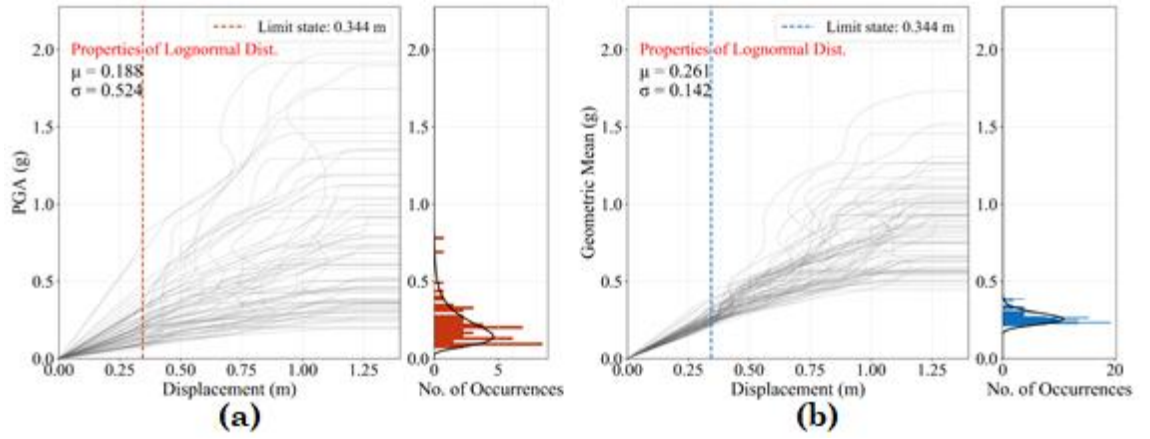 Limit state: 0.344 m
Properties of Lognormal Dist.
μ = 0.188
σ = 0.524
PGA (g)
2.0
1.5
1.0
0.5
0.0
0.00 0.25 0.50 0.75 1.00 1.25
Displacement (m)
2.0
1.5
1.0
0.5
0.0
0 5
No. of Occurrences
(a)
Limit state: 0.344 m
Properties of Lognormal Dist.
μ = 0.261
σ = 0.142
Geometric Mean (g)
2.0
1.5
1.0
0.5
0.0
0.00 0.25 0.50 0.75 1.00 1.25
Displacement (m)
2.0
1.5
1.0
0.5
0.0
0 20
No. of Occurrences
(b)